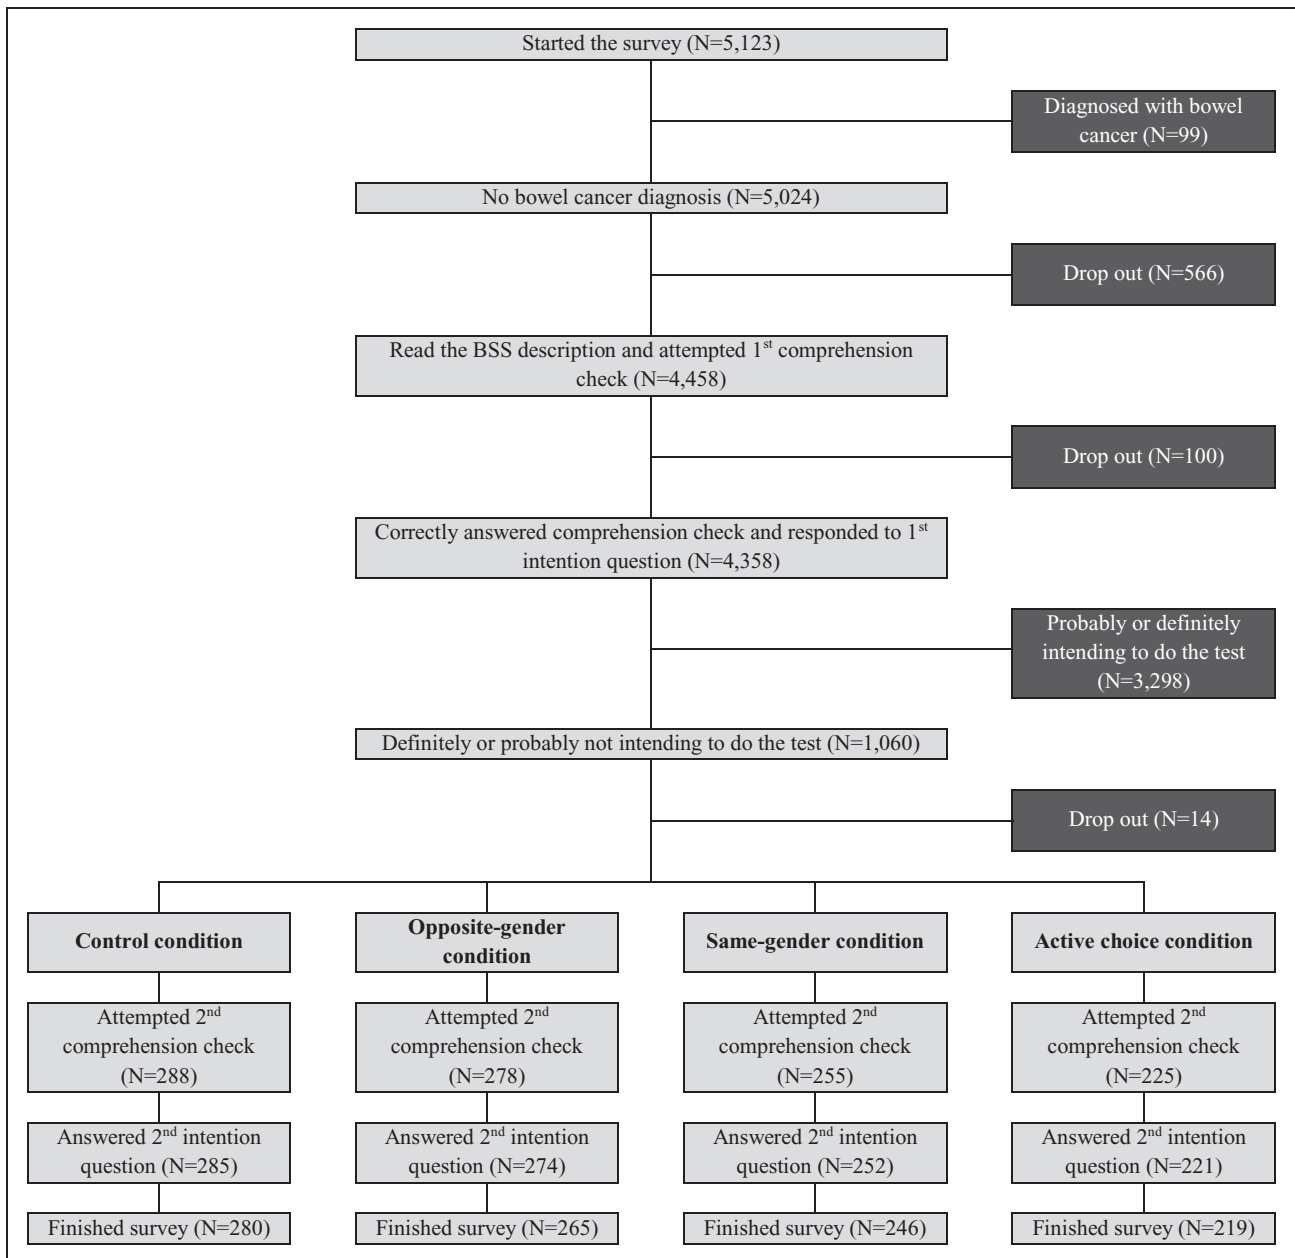 Started the survey (N=5,123)
Diagnosed with bowel
cancer (N=99)
No bowel cancer diagnosis (N=5,024)
Drop out (N=566)
Read the BSS description and attempted 1st comprehension
check (N=4,458)
Drop out (N=100)
Correctly answered comprehension check and responded to 1st
intention question (N=4,358)
Probably or definitely
intending to do the test
(N=3,298)
Definitely or probably not intending to do the test (N=1,060)
Drop out (N=14)
Control condition
Opposite-gender
condition
Same-gender condition
Active choice condition
Attempted 2nd
comprehension check
(N=288)
Attempted 2nd
comprehension check
(N=278)
Attempted 2nd
comprehension check
(N=255)
Attempted 2nd
comprehension check
(N=225)
Answered 2nd intention
question (N=285)
Answered 2nd intention
question (N=274)
Answered 2nd intention
question (N=252)
Answered 2nd intention
question (N=221)
Finished survey (N=280)
Finished survey (N=265)
Finished survey (N=246)
Finished survey (N=219)